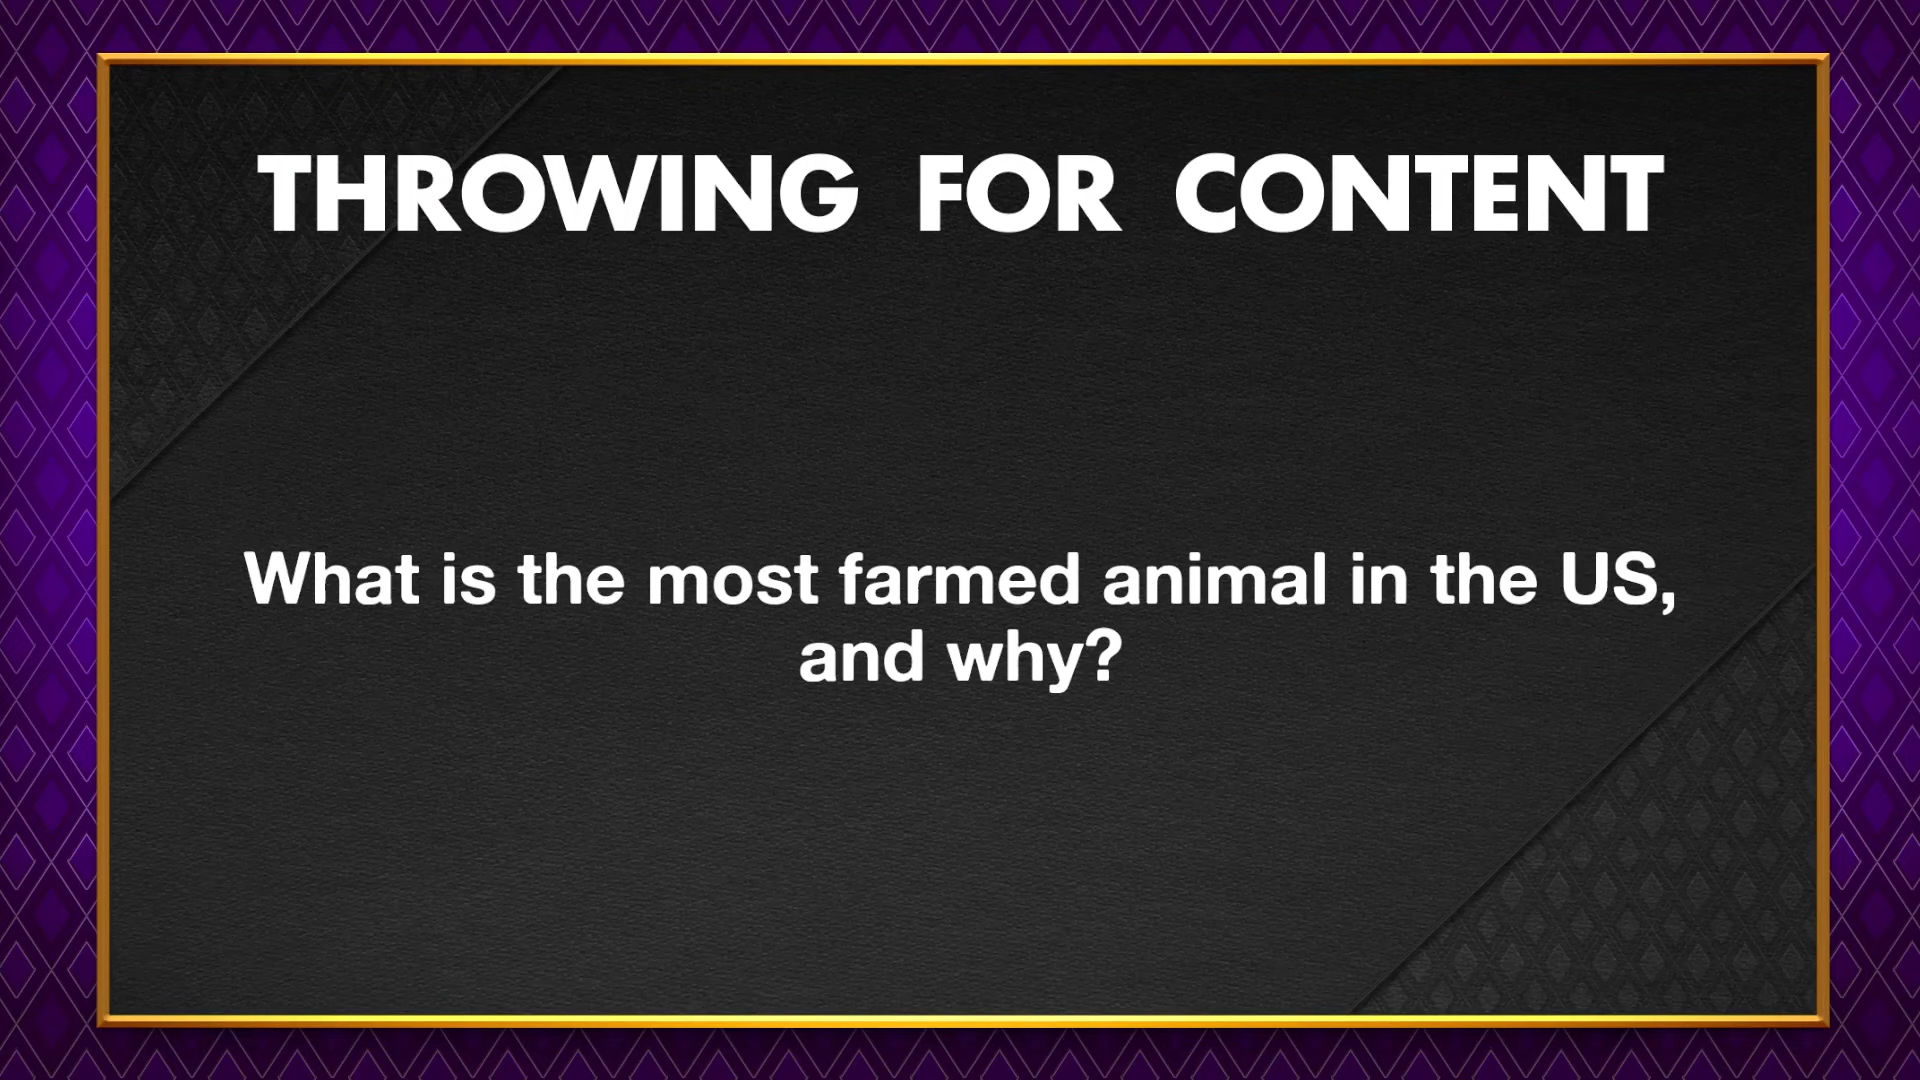 THROWING FOR CONTENT
What is the most farmed animal in the US,
and why?